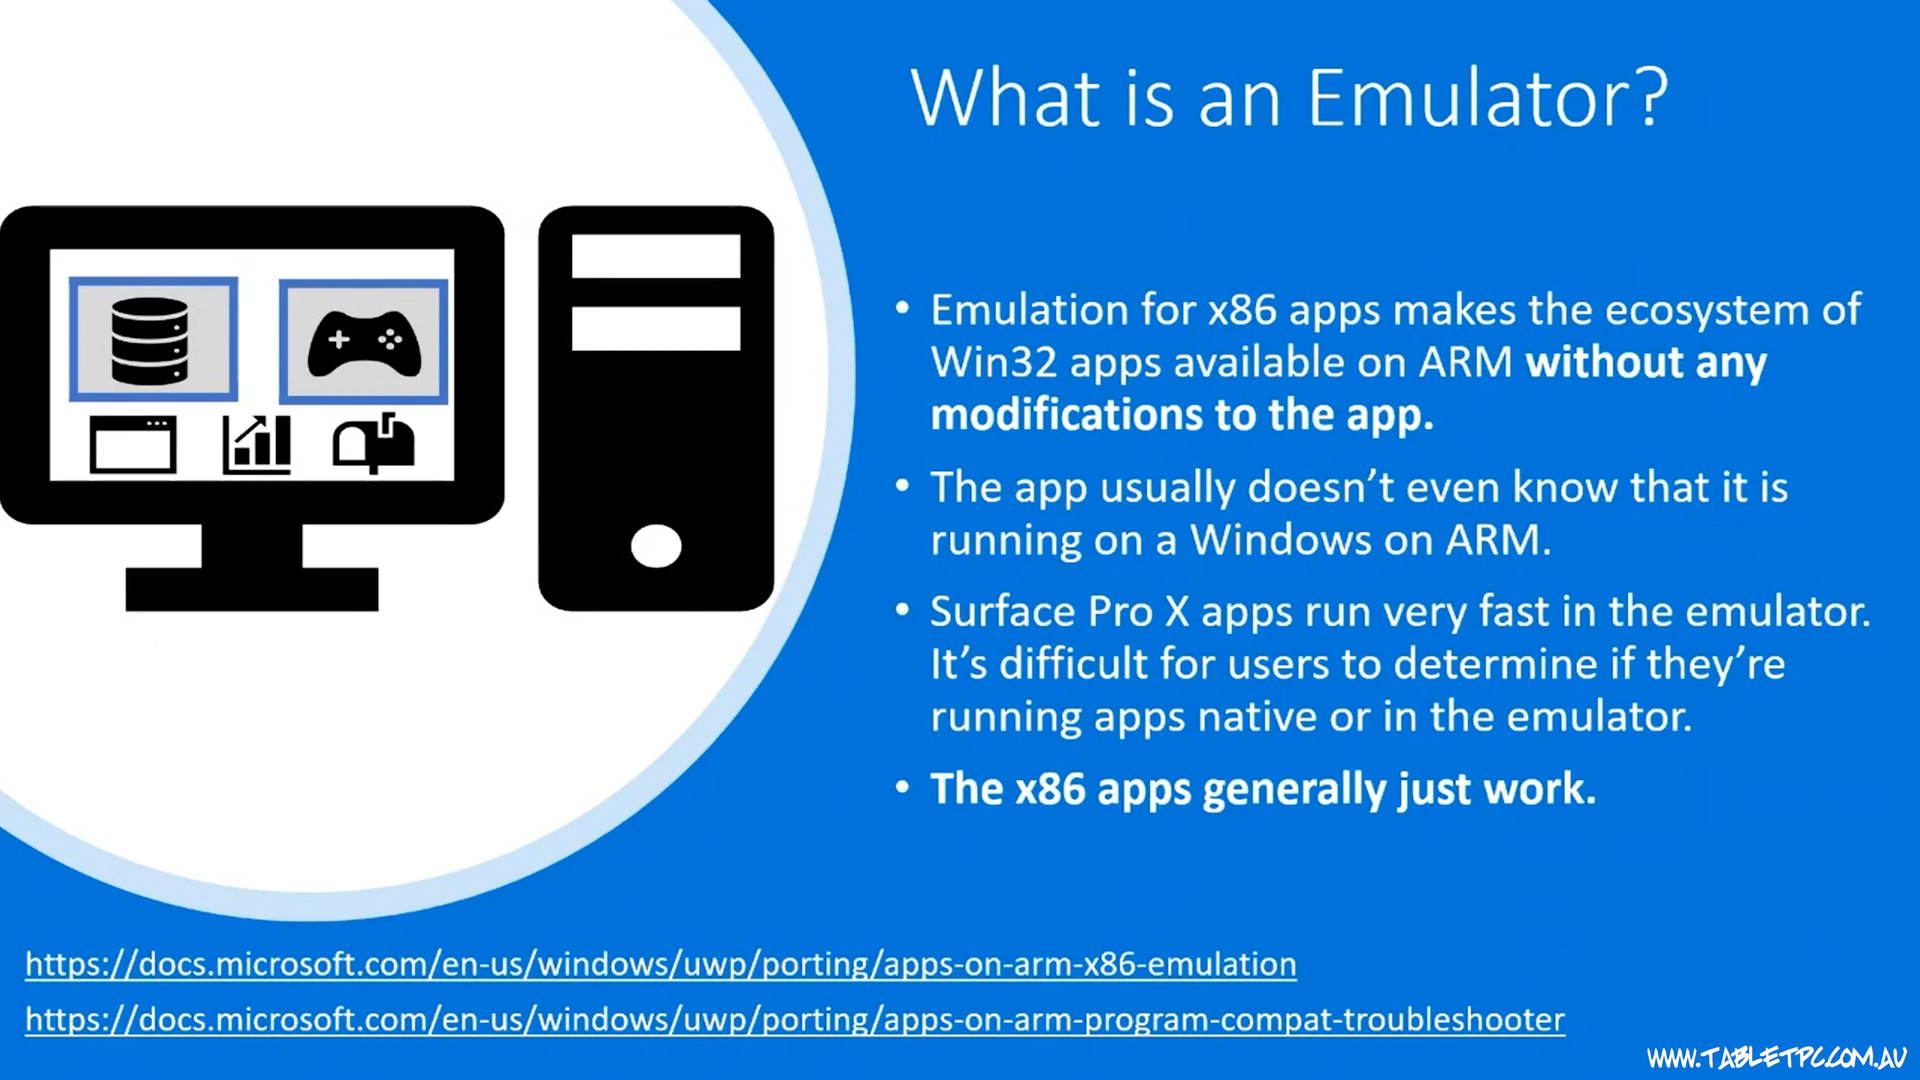 What is an Emulator?
• Emulation for x86 apps makes the ecosystem of
Win32 apps available on ARM without any
modifications to the app.
• The app usually doesn’t even know that it is
running on a Windows on ARM.
• Surface Pro X apps run very fast in the emulator.
It’s difficult for users to determine if they’re
running apps native or in the emulator.
• The x86 apps generally just work.
https://docs.microsoft.com/en-us/windows/uwp/porting/apps-on-arm-x86-emulation
https://docs.microsoft.com/en-us/windows/uwp/porting/apps-on-arm-program-compat-troubleshooter
WWW.TABLETPC.COM.AU